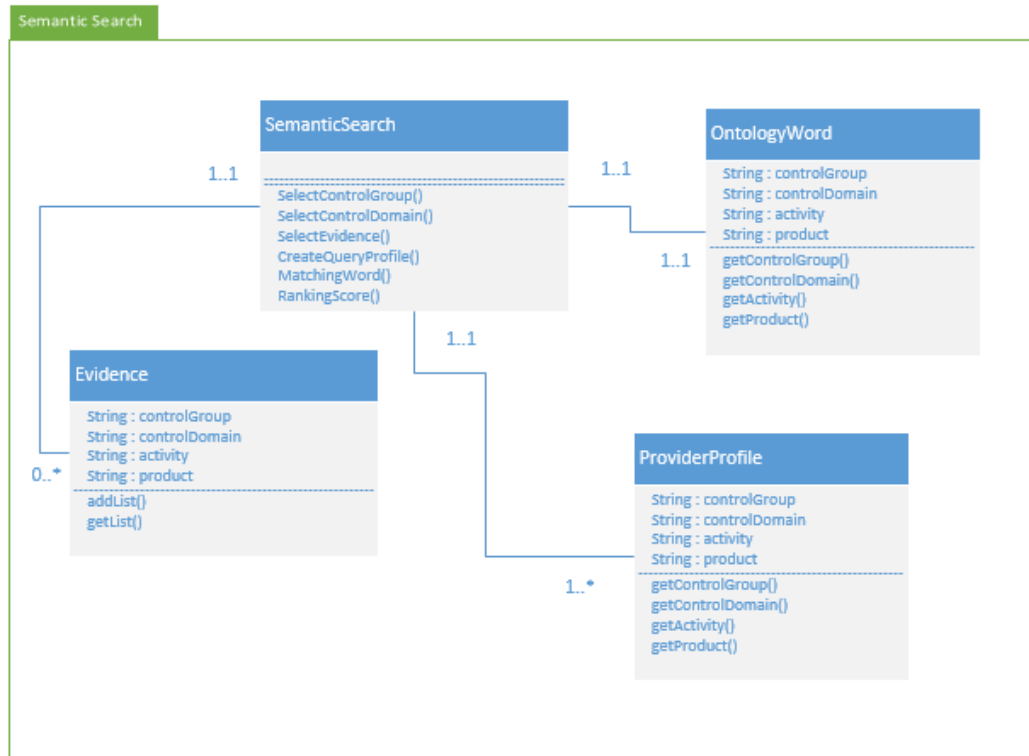 Semantic Search
SemanticSearch
SelectControlGroup()
SelectControlDomain()
SelectEvidence()
CreateQueryProfile()
MatchingWord()
RankingScore()
1..1
1..1
1..1
1..1
OntologyWord
String : controlGroup
String : controlDomain
String : activity
String : product
getControlGroup()
getControlDomain()
getActivity()
getProduct()
Evidence
String : controlGroup
String : controlDomain
String : activity
String : product
addList()
getList()
0..*
ProviderProfile
String : controlGroup
String : controlDomain
String : activity
String : product
getControlGroup()
getControlDomain()
getActivity()
getProduct()
1..*